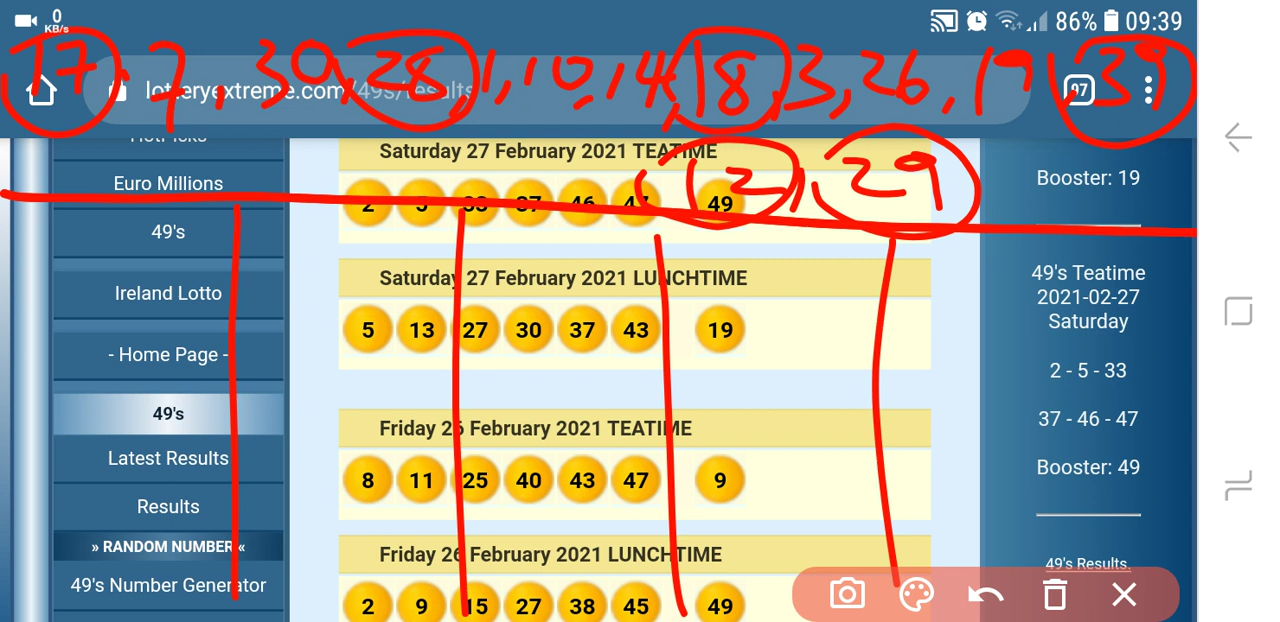 0
KB/s
86% 09:39
17, 7, 30, 28, 1, 10, 14, 18, 3, 26, 19, 39
lotteryextreme.com/49s/results
97
HotPicks
Euro Millions
49's
Ireland Lotto
- Home Page -
49's
Latest Results
Results
» RANDOM NUMBER «
49's Number Generator
Saturday 27 February 2021 TEATIME
2 5 33 37 46 47 49
(2), 29
Saturday 27 February 2021 LUNCHTIME
5 13 27 30 37 43 19
Friday 26 February 2021 TEATIME
8 11 25 40 43 47 9
Friday 26 February 2021 LUNCHTIME
2 9 15 27 38 45 49
Booster: 19
49's Teatime
2021-02-27
Saturday
2 - 5 - 33
37 - 46 - 47
Booster: 49
49's Results.